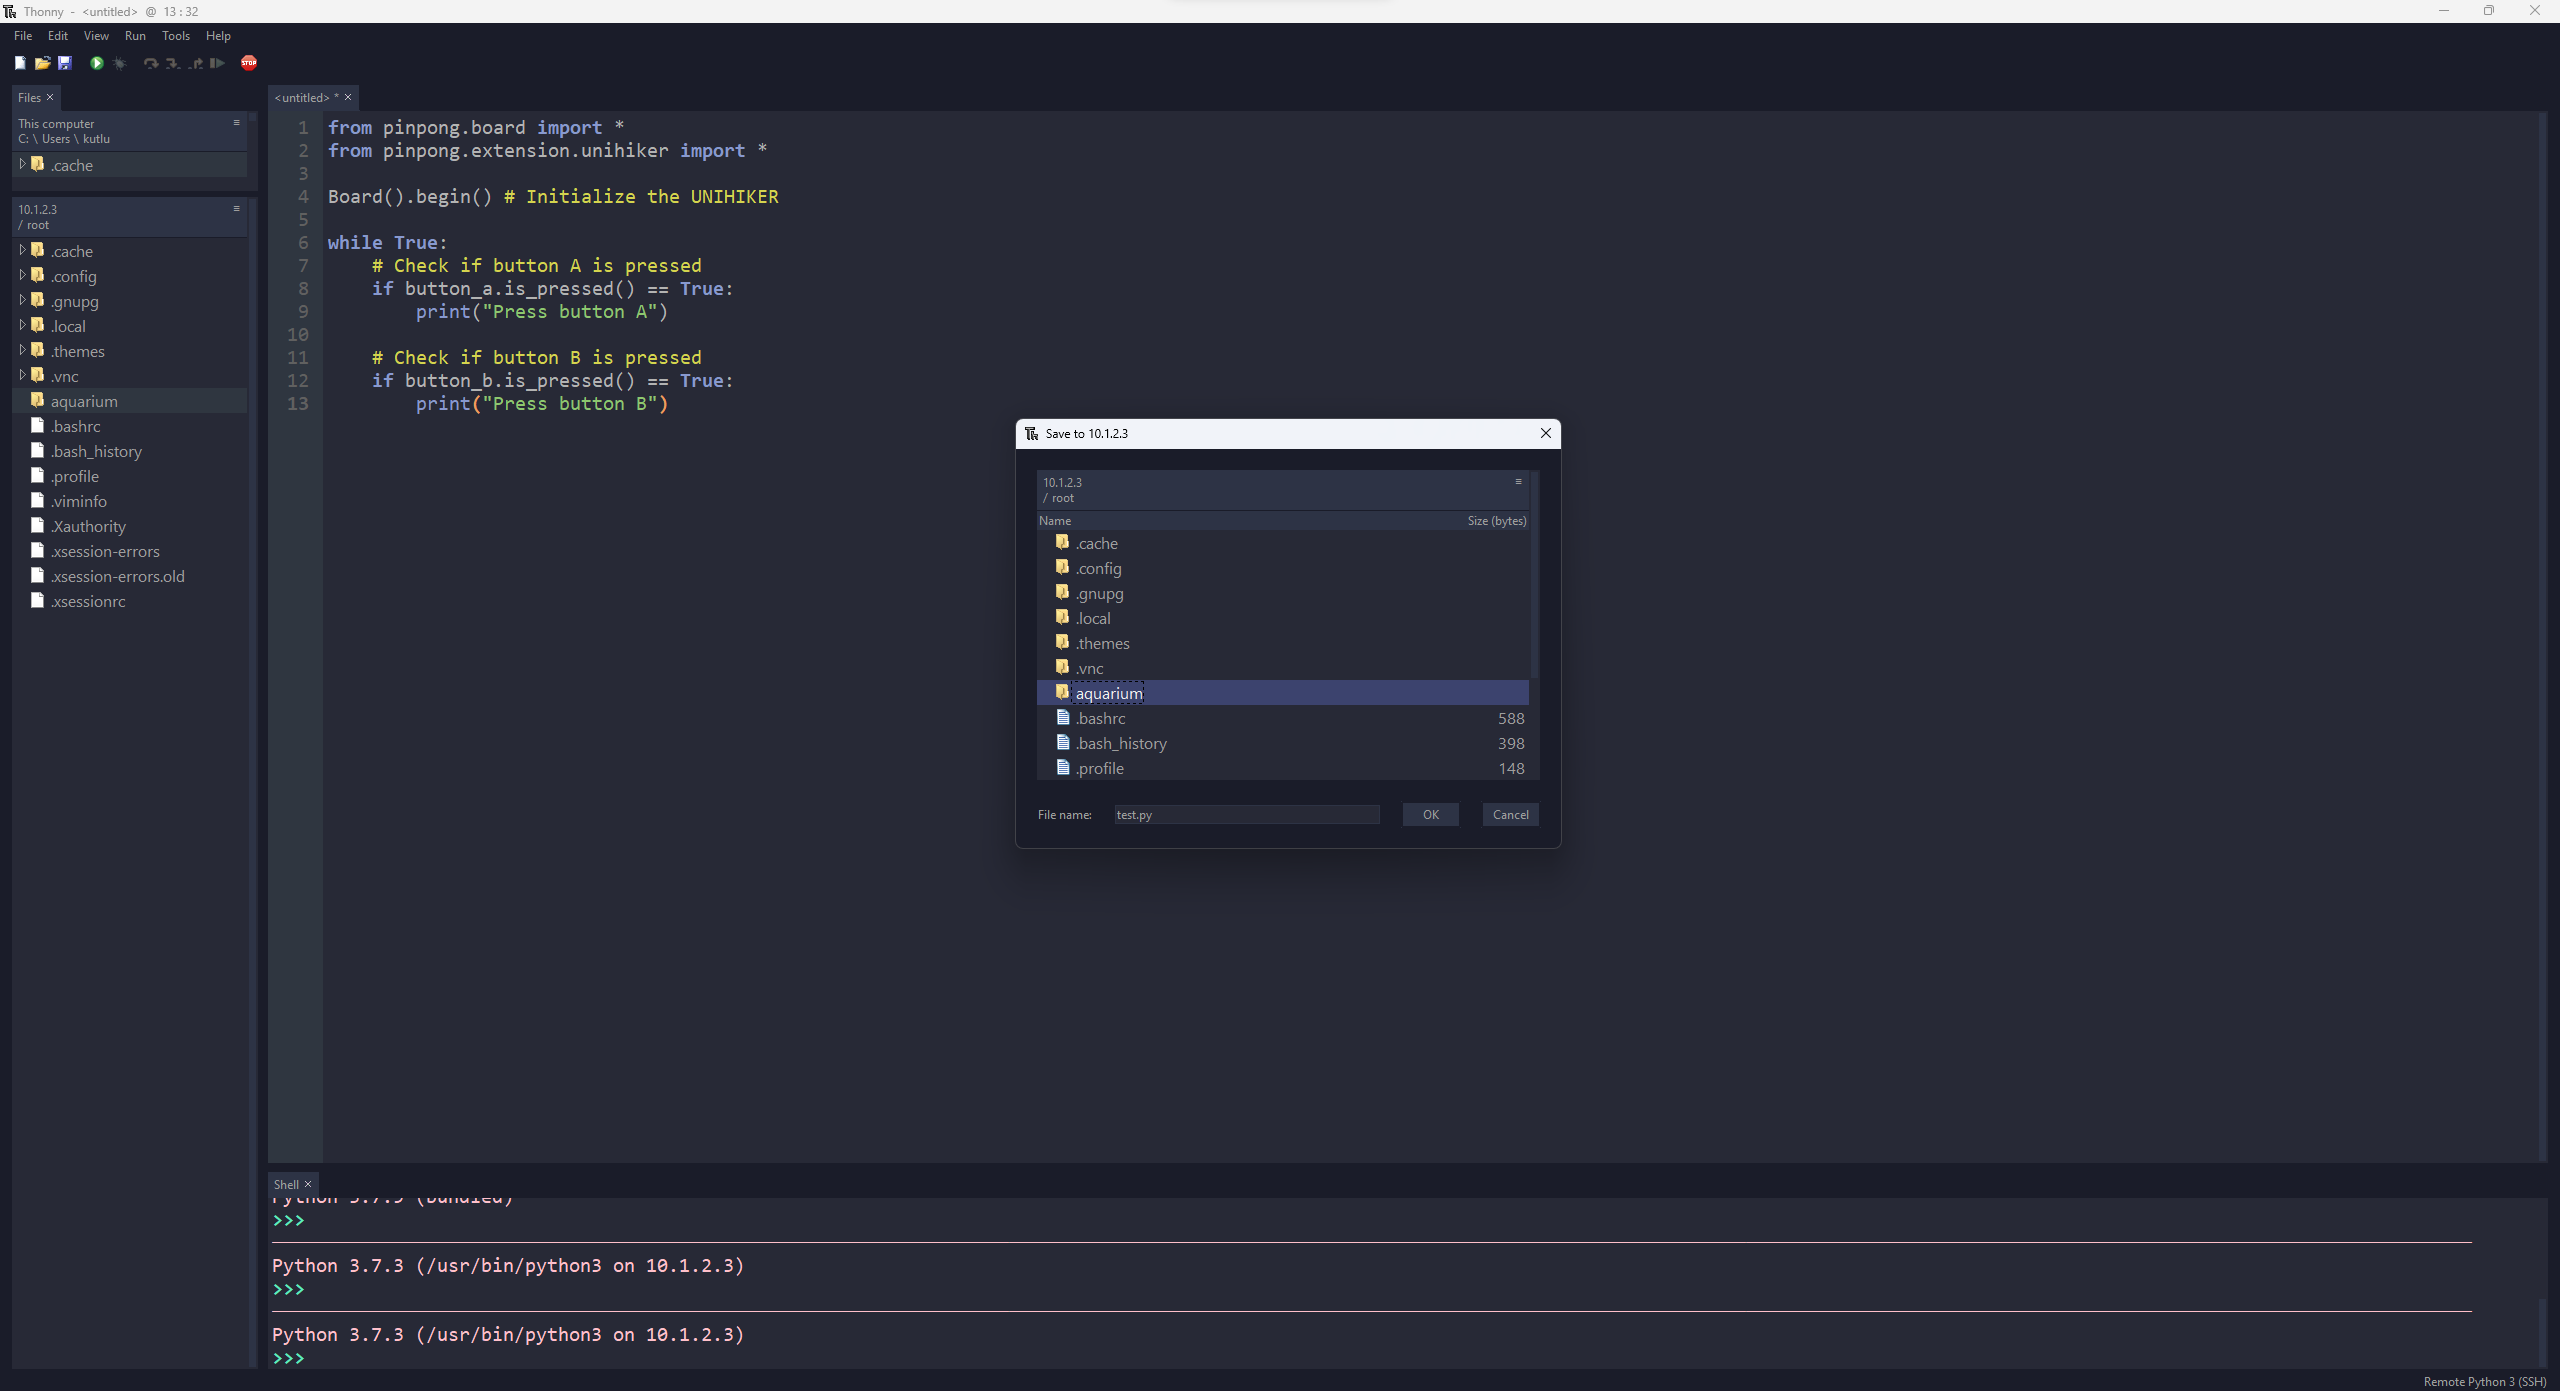 Thonny - <untitled> @ 13:32
File Edit View Run Tools Help
STOP
Files ×
This computer
C: \ Users \ kutlu
.cache
10.1.2.3
/ root
.cache
.config
.gnupg
.local
.themes
.vnc
aquarium
.bashrc
.bash_history
.profile
.viminfo
.Xauthority
.xsession-errors
.xsession-errors.old
.xsessionrc
<untitled> * ×
1 from pinpong.board import *
2 from pinpong.extension.unihiker import *
3
4 Board().begin() # Initialize the UNIHIKER
5
6 while True:
7     # Check if button A is pressed
8     if button_a.is_pressed() == True:
9         print("Press button A")
10
11     # Check if button B is pressed
12     if button_b.is_pressed() == True:
13         print("Press button B")
Save to 10.1.2.3
10.1.2.3
/ root
Name Size (bytes)
.cache
.config
.gnupg
.local
.themes
.vnc
aquarium
.bashrc 588
.bash_history 398
.profile 148
File name: test.py OK Cancel
Shell ×
Python 3.7.9 (bundled)
>>>
Python 3.7.3 (/usr/bin/python3 on 10.1.2.3)
>>>
Python 3.7.3 (/usr/bin/python3 on 10.1.2.3)
>>>
Remote Python 3 (SSH)